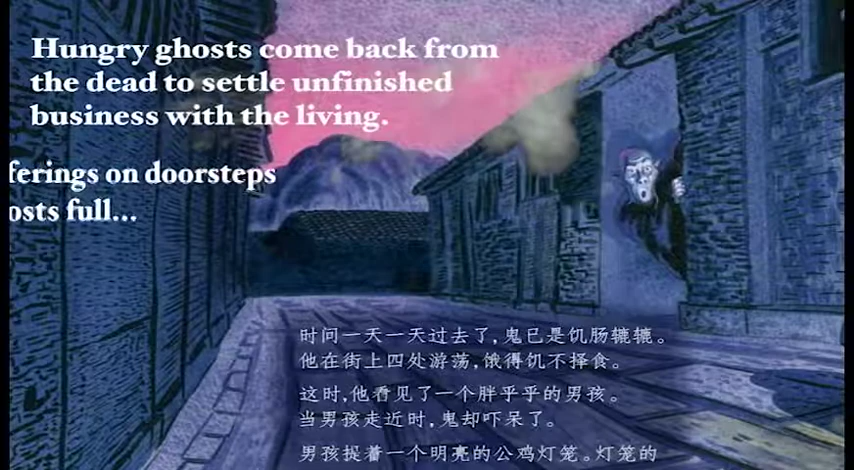 Hungry ghosts come back from
the dead to settle unfinished
business with the living.
ferings on doorsteps
osts full...
时间一天一天过去了,鬼已是饥肠辘辘。
他在街上四处游荡,饿得饥不择食。
这时,他看见了一个胖乎乎的男孩。
当男孩走近时,鬼却吓呆了。
男孩提着一个明亮的公鸡灯笼。灯笼的